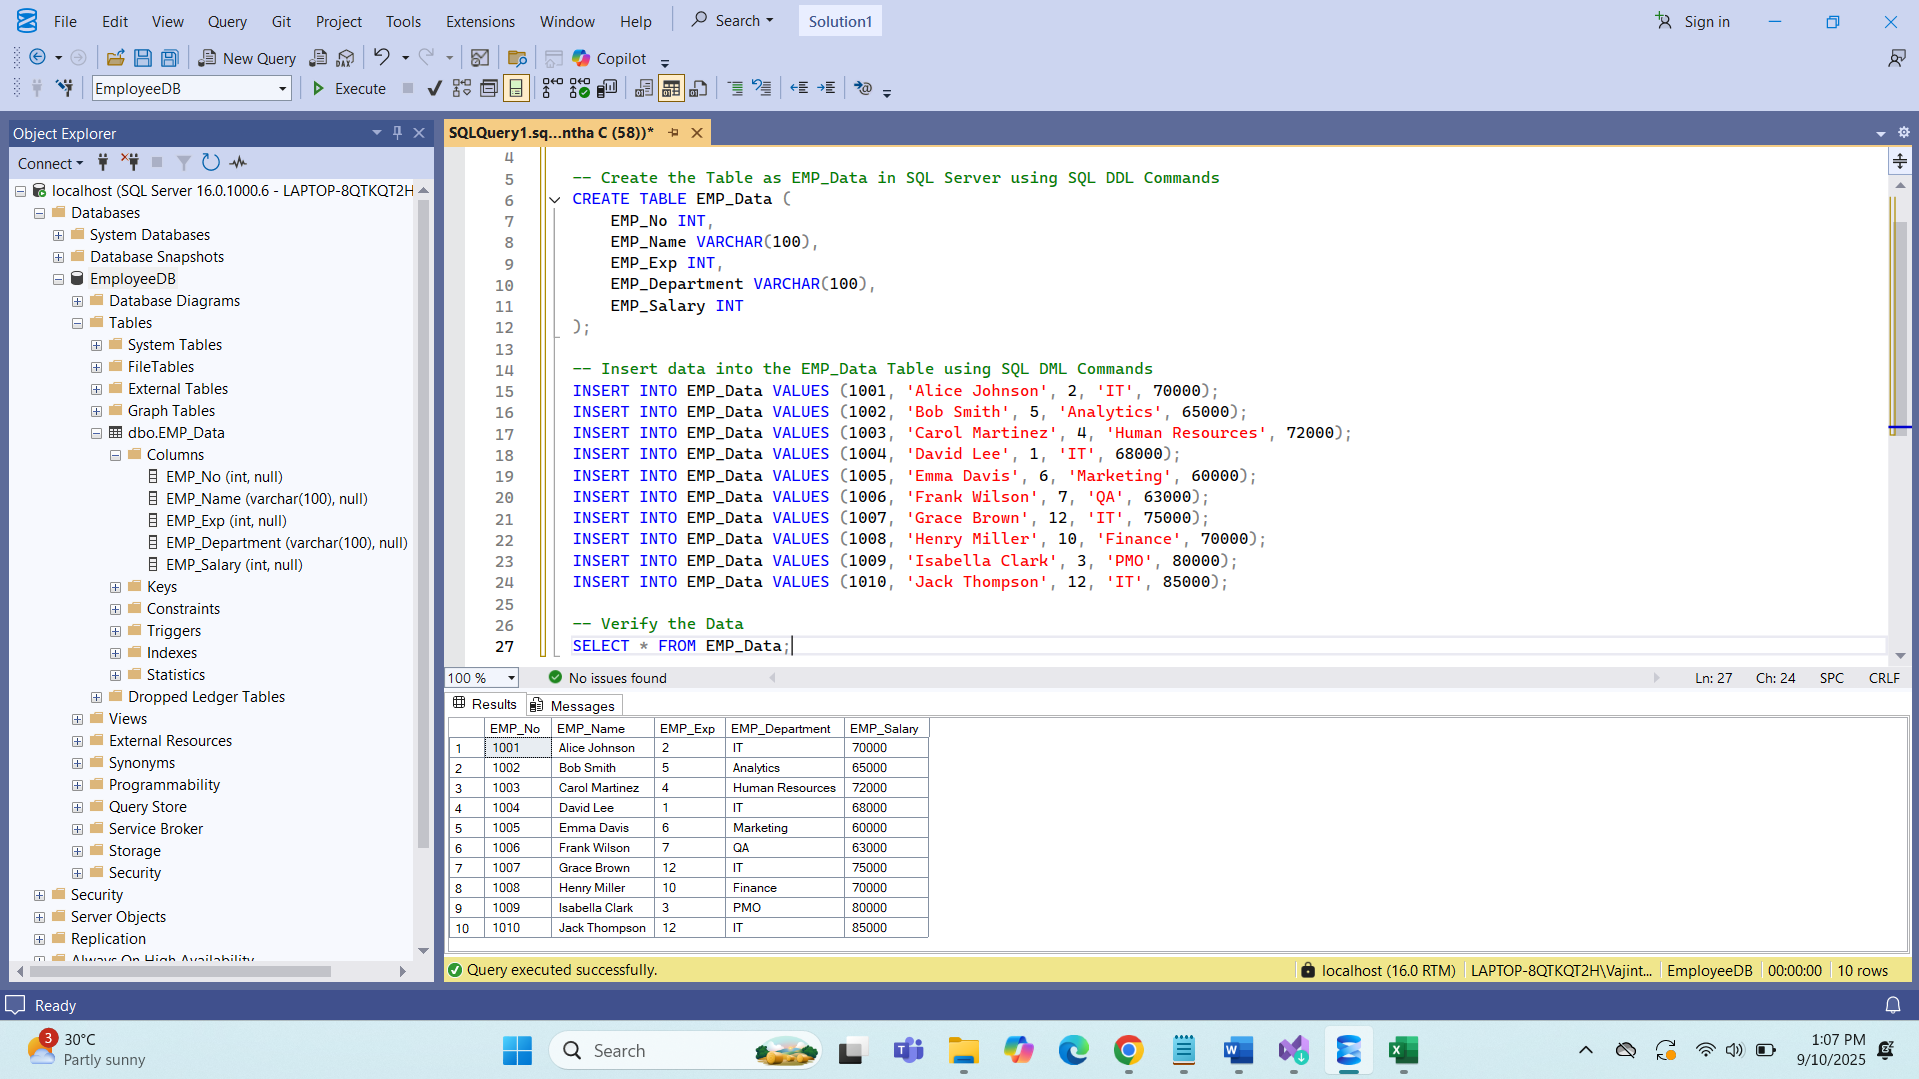 File Edit View Query Git Project Tools Extensions Window Help Search Solution1 Sign in
New Query DAX Copilot
EmployeeDB Execute
Object Explorer
Connect
localhost (SQL Server 16.0.1000.6 - LAPTOP-8QTKQT2H
Databases
System Databases
Database Snapshots
EmployeeDB
Database Diagrams
Tables
System Tables
FileTables
External Tables
Graph Tables
dbo.EMP_Data
Columns
EMP_No (int, null)
EMP_Name (varchar(100), null)
EMP_Exp (int, null)
EMP_Department (varchar(100), null)
EMP_Salary (int, null)
Keys
Constraints
Triggers
Indexes
Statistics
Dropped Ledger Tables
Views
External Resources
Synonyms
Programmability
Query Store
Service Broker
Storage
Security
Security
Server Objects
Replication
Always On High Availability
SQLQuery1.sq...ntha C (58))*
4
5 -- Create the Table as EMP_Data in SQL Server using SQL DDL Commands
6 CREATE TABLE EMP_Data (
7 EMP_No INT,
8 EMP_Name VARCHAR(100),
9 EMP_Exp INT,
10 EMP_Department VARCHAR(100),
11 EMP_Salary INT
12 );
13
14 -- Insert data into the EMP_Data Table using SQL DML Commands
15 INSERT INTO EMP_Data VALUES (1001, 'Alice Johnson', 2, 'IT', 70000);
16 INSERT INTO EMP_Data VALUES (1002, 'Bob Smith', 5, 'Analytics', 65000);
17 INSERT INTO EMP_Data VALUES (1003, 'Carol Martinez', 4, 'Human Resources', 72000);
18 INSERT INTO EMP_Data VALUES (1004, 'David Lee', 1, 'IT', 68000);
19 INSERT INTO EMP_Data VALUES (1005, 'Emma Davis', 6, 'Marketing', 60000);
20 INSERT INTO EMP_Data VALUES (1006, 'Frank Wilson', 7, 'QA', 63000);
21 INSERT INTO EMP_Data VALUES (1007, 'Grace Brown', 12, 'IT', 75000);
22 INSERT INTO EMP_Data VALUES (1008, 'Henry Miller', 10, 'Finance', 70000);
23 INSERT INTO EMP_Data VALUES (1009, 'Isabella Clark', 3, 'PMO', 80000);
24 INSERT INTO EMP_Data VALUES (1010, 'Jack Thompson', 12, 'IT', 85000);
25
26 -- Verify the Data
27 SELECT * FROM EMP_Data;
100 % No issues found Ln: 27 Ch: 24 SPC CRLF
Results Messages
EMP_No EMP_Name EMP_Exp EMP_Department EMP_Salary
1 1001 Alice Johnson 2 IT 70000
2 1002 Bob Smith 5 Analytics 65000
3 1003 Carol Martinez 4 Human Resources 72000
4 1004 David Lee 1 IT 68000
5 1005 Emma Davis 6 Marketing 60000
6 1006 Frank Wilson 7 QA 63000
7 1007 Grace Brown 12 IT 75000
8 1008 Henry Miller 10 Finance 70000
9 1009 Isabella Clark 3 PMO 80000
10 1010 Jack Thompson 12 IT 85000
Query executed successfully. localhost (16.0 RTM) LAPTOP-8QTKQT2H\Vajint... EmployeeDB 00:00:00 10 rows
Ready
3 30°C
Partly sunny
Search
1:07 PM
9/10/2025